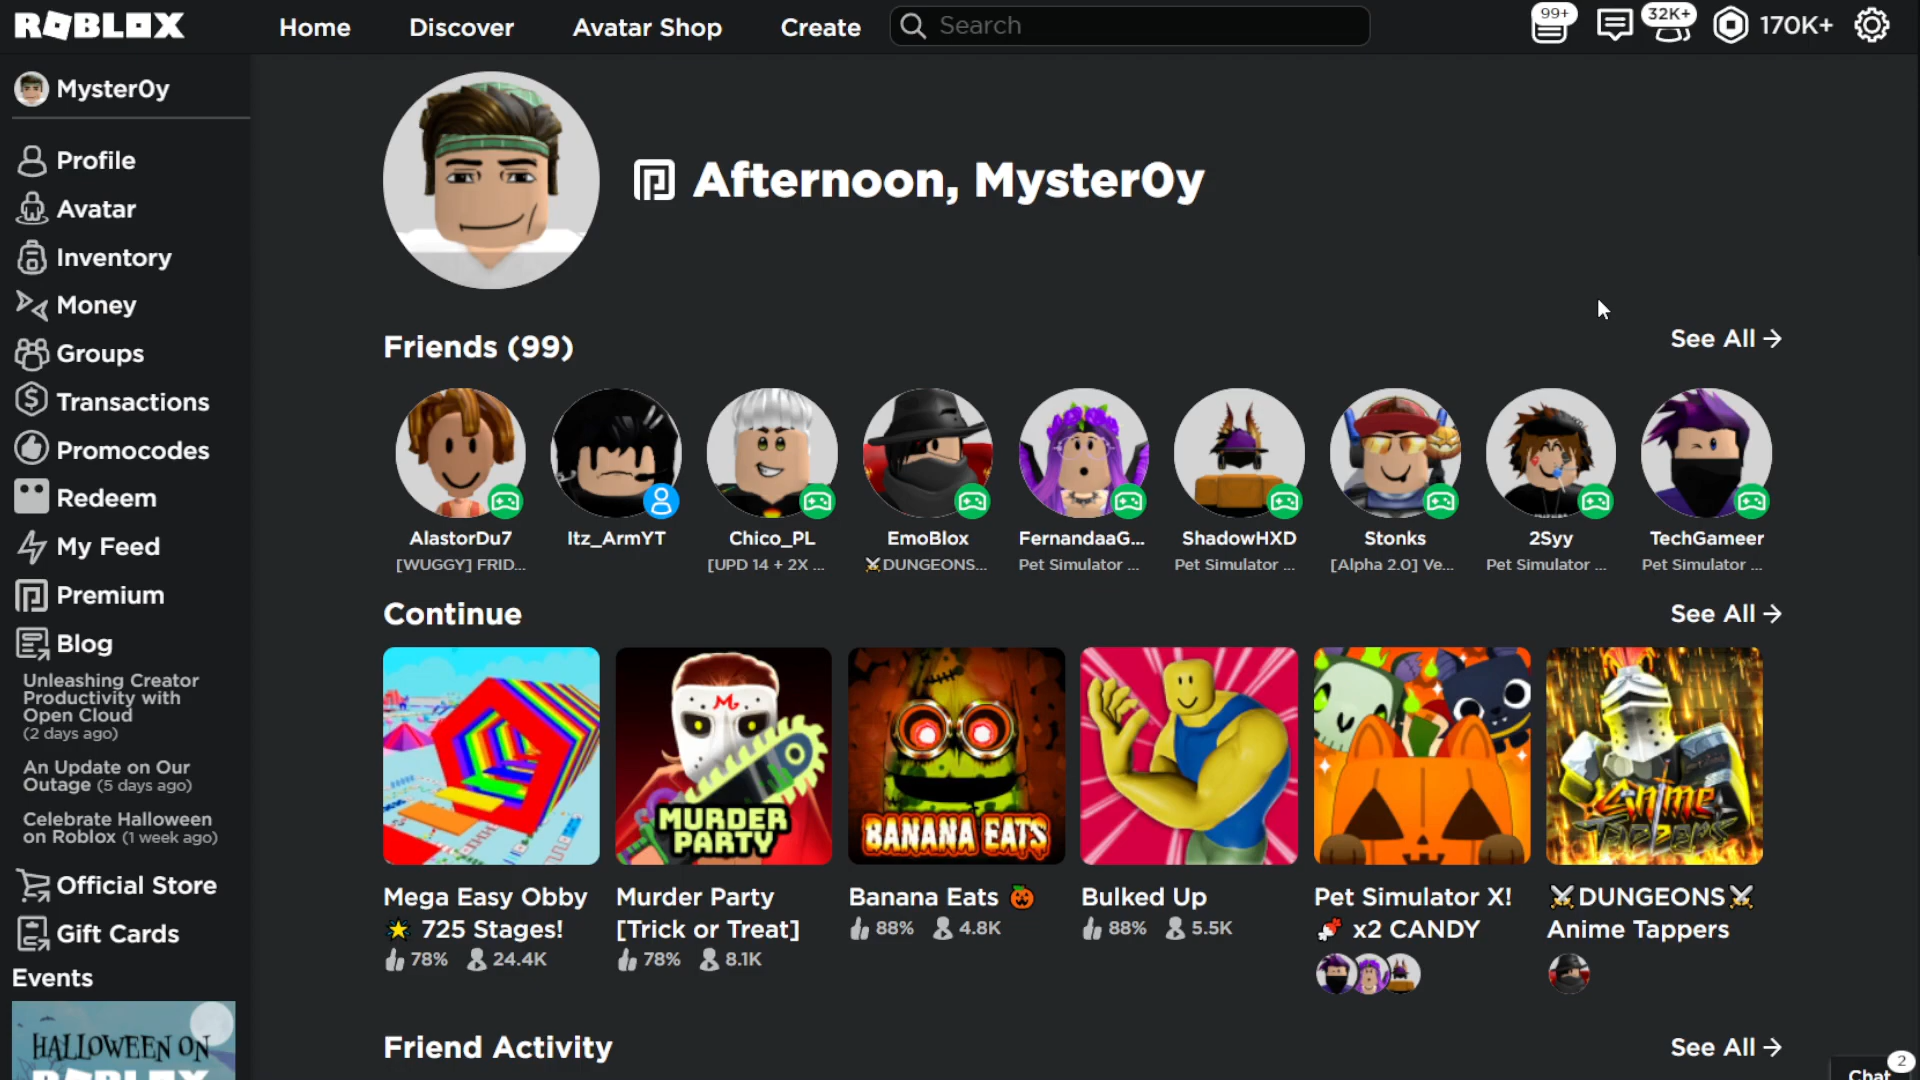 ROBLOX
Home
Discover
Avatar Shop
Create
Search
99+
32K+
170K+
Myster0y
Profile
Avatar
Inventory
Money
Groups
Transactions
Promocodes
Redeem
My Feed
Premium
Blog
Unleashing Creator
Productivity with
Open Cloud
(2 days ago)
An Update on Our
Outage (5 days ago)
Celebrate Halloween
on Roblox (1 week ago)
Official Store
Gift Cards
Events
HALLOWEEN ON
ROBLOX
Afternoon, Myster0y
Friends (99)
See All →
AlastorDu7
[WUGGY] FRID...
Itz_ArmYT
Chico_PL
[UPD 14 + 2X ...
EmoBlox
⚔DUNGEONS...
FernandaaG...
Pet Simulator ...
ShadowHXD
Pet Simulator ...
Stonks
[Alpha 2.0] Ve...
2Syy
Pet Simulator ...
TechGameer
Pet Simulator ...
Continue
See All →
M
MURDER
PARTY
BANANA EATS
Anime
TAPPERS
Mega Easy Obby
🌟 725 Stages!
78% 24.4K
Murder Party
[Trick or Treat]
78% 8.1K
Banana Eats 🎃
88% 4.8K
Bulked Up
88% 5.5K
Pet Simulator X!
🍬 x2 CANDY
⚔DUNGEONS⚔
Anime Tappers
Friend Activity
See All →
Chat
2